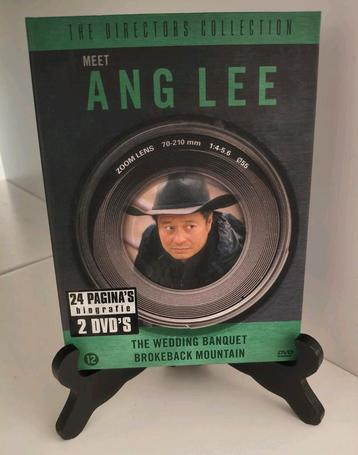 THE DIRECTORS COLLECTION
MEET
ANG LEE
ZOOM LENS 70-210 mm 1:4-5.6 Ø55
24 PAGINA'S
biografie
2 DVD'S
THE WEDDING BANQUET
BROKEBACK MOUNTAIN
12
DVD